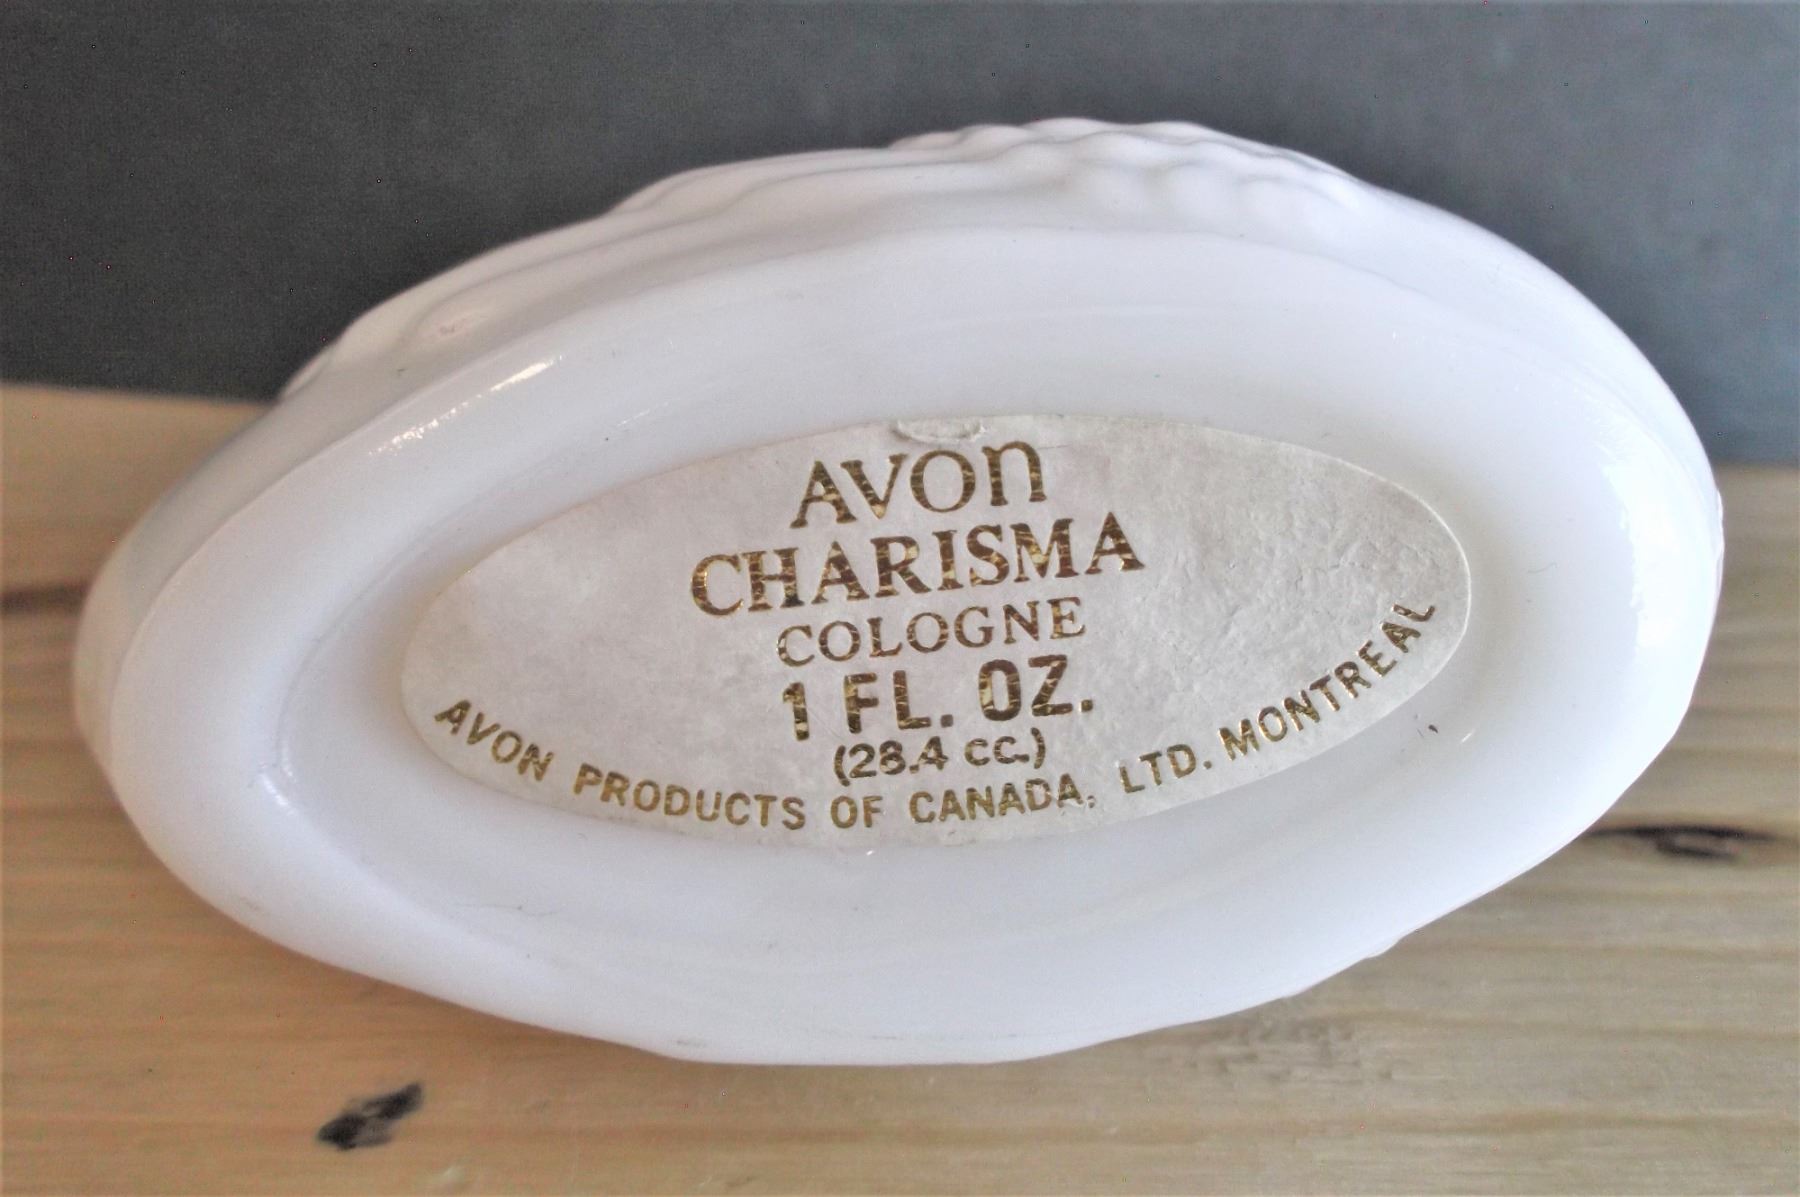 AVON
CHARISMA
COLOGNE
1 FL. OZ.
(28.4 CC.)
AVON PRODUCTS OF CANADA, LTD. MONTREAL